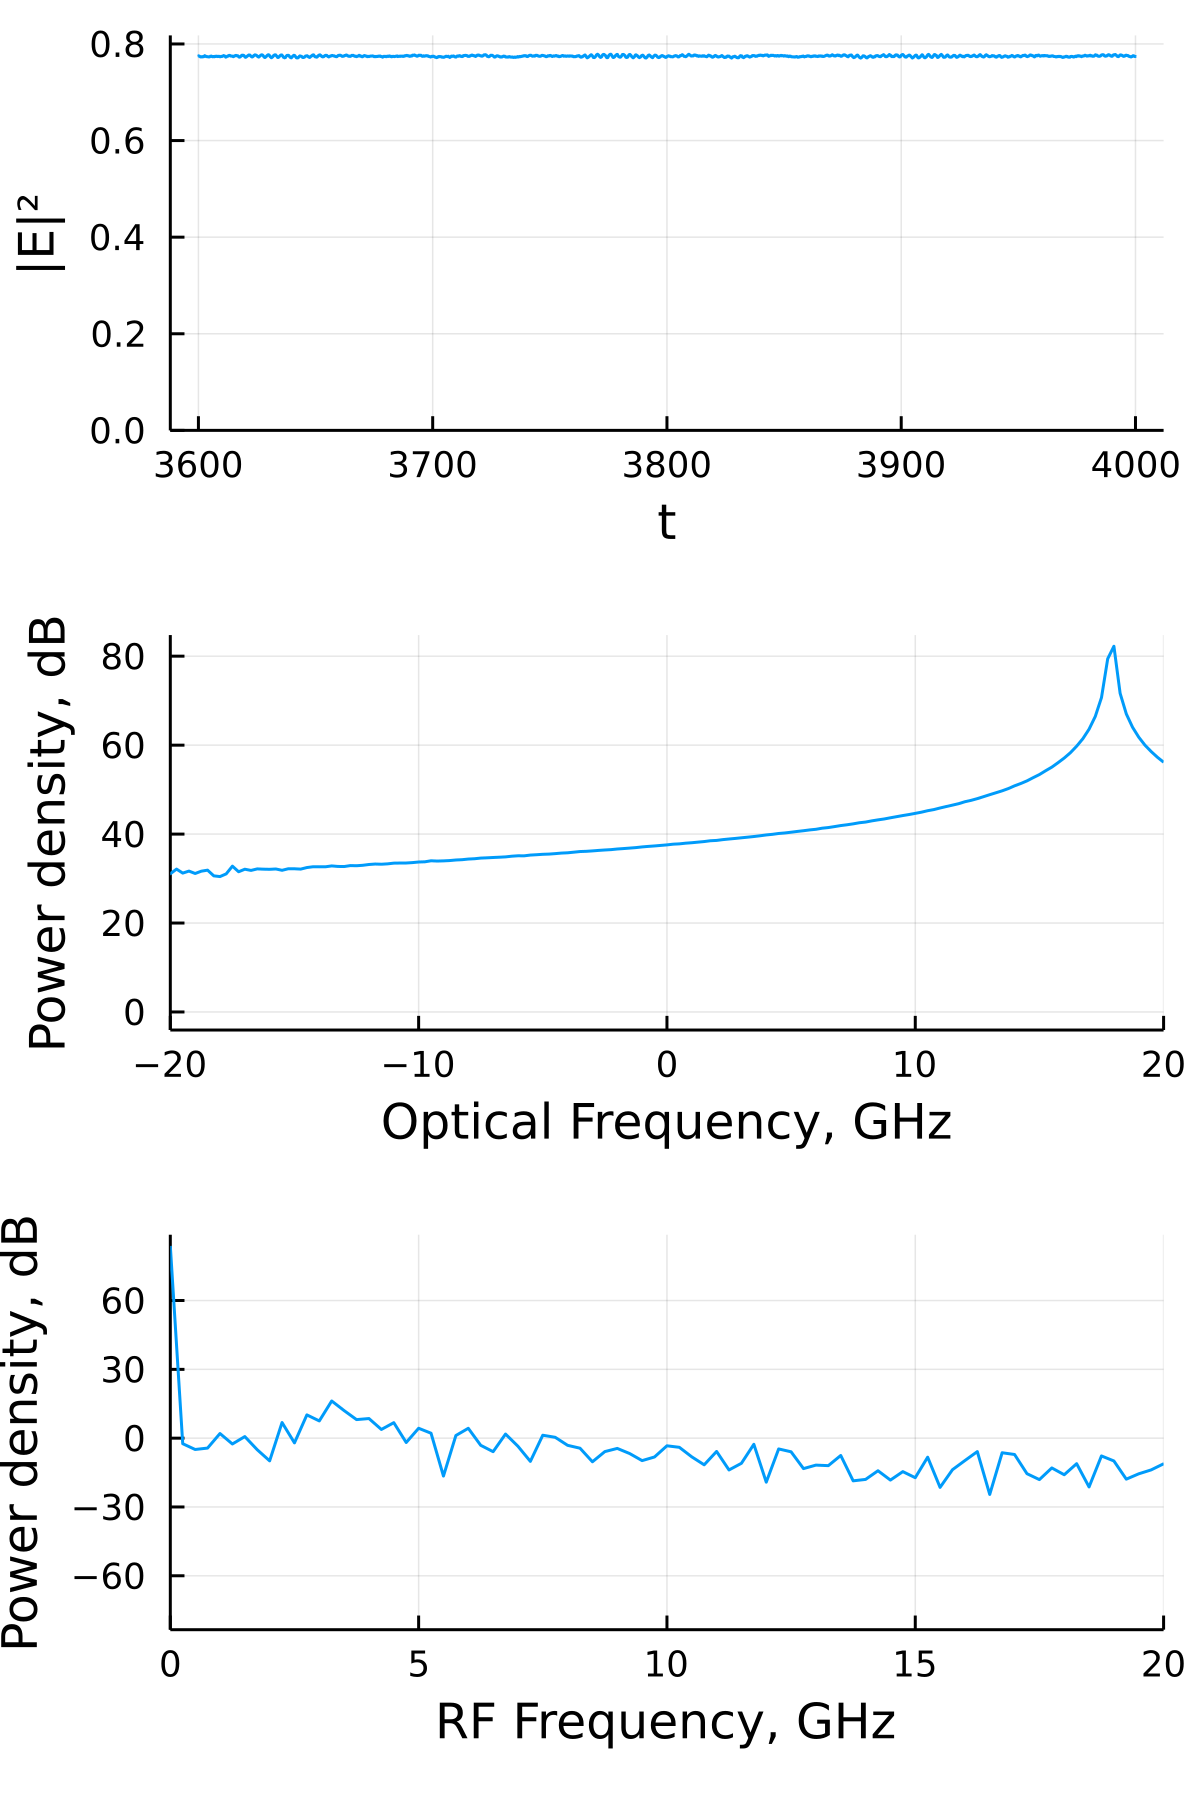 |E|²
0.8
0.6
0.4
0.2
0.0
3600 3700 3800 3900 4000
t
Power density, dB
80
60
40
20
0
−20 −10 0 10 20
Optical Frequency, GHz
Power density, dB
60
30
0
−30
−60
0 5 10 15 20
RF Frequency, GHz